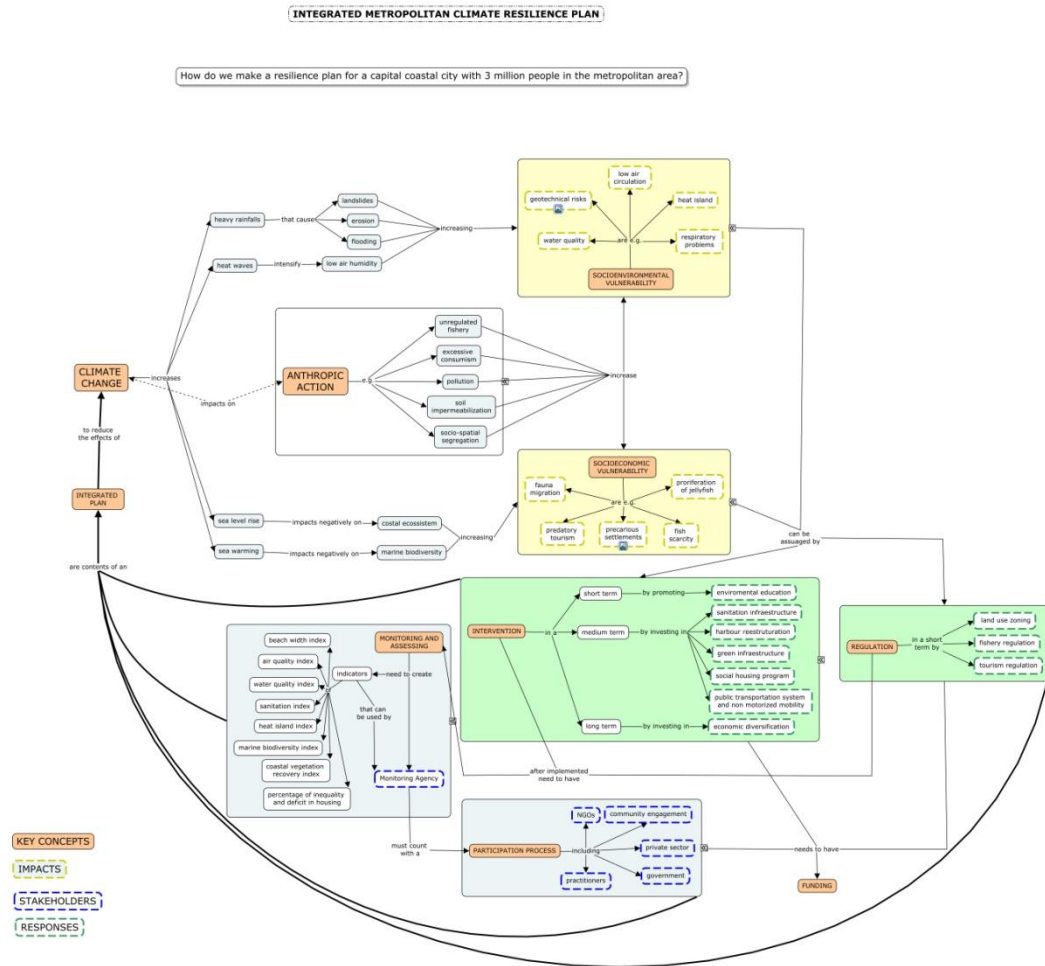 INTEGRATED METROPOLITAN CLIMATE RESILIENCE PLAN
How do we make a resilience plan for a capital coastal city with 3 million people in the metropolitan area?
low air
circulation
geotechnical risks
heat island
water quality
are e.g.
respiratory
problems
SOCIOENVIRONMENTAL
VULNERABILITY
heavy rainfalls
that cause
landslides
erosion
flooding
increasing
heat waves
intensify
low air humidity
CLIMATE
CHANGE
increases
impacts on
ANTHROPIC
ACTION
e.g.
unregulated
fishery
excessive
consumism
pollution
soil
impermeabilization
socio-spatial
segregation
increase
to reduce
the effects of
INTEGRATED
PLAN
are contents of an
sea level rise
impacts negatively on
costal ecossistem
sea warming
impacts negatively on
marine biodiversity
increasing
SOCIOECONOMIC
VULNERABILITY
fauna
migration
are e.g.
proriferation
of jellyfish
predatory
tourism
precarious
settlements
fish
scarcity
can be
assuaged by
INTERVENTION
in a
short term
by promoting
enviromental education
medium term
by investing in
sanitation infrastructure
harbour reestruturation
green infrastructure
social housing program
public transportation system
and non motorized mobility
long term
by investing in
economic diversification
REGULATION
in a short
term by
land use zoning
fishery regulation
tourism regulation
beach width index
air quality index
water quality index
sanitation index
heat island index
marine biodiversity index
coastal vegetation
recovery index
percentage of inequality
and deficit in housing
MONITORING AND
ASSESSING
need to create
indicators
that can
be used by
Monitoring Agency
after implemented
need to have
must count
with a
PARTICIPATION PROCESS
including
NGOs
community engagement
private sector
government
practitioners
needs to have
FUNDING
KEY CONCEPTS
IMPACTS
STAKEHOLDERS
RESPONSES